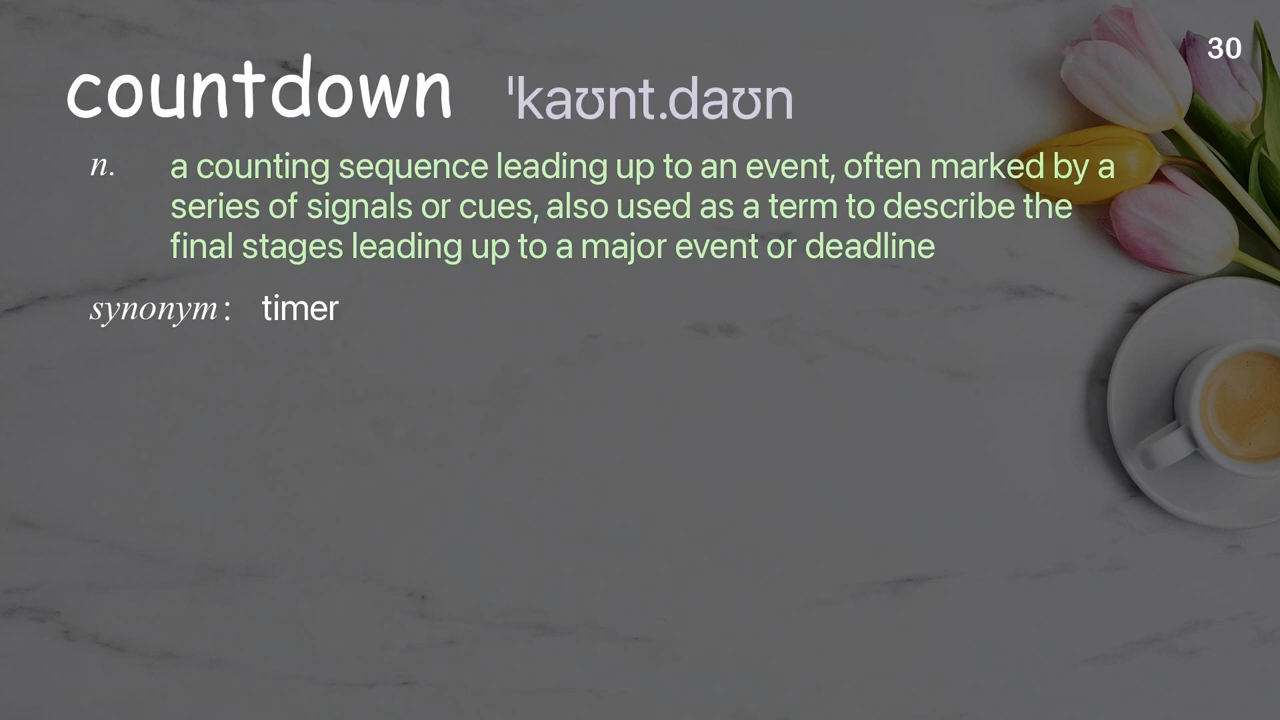 30
countdown ˈkaʊnt.daʊn
n. a counting sequence leading up to an event, often marked by a
series of signals or cues, also used as a term to describe the
final stages leading up to a major event or deadline
synonym: timer